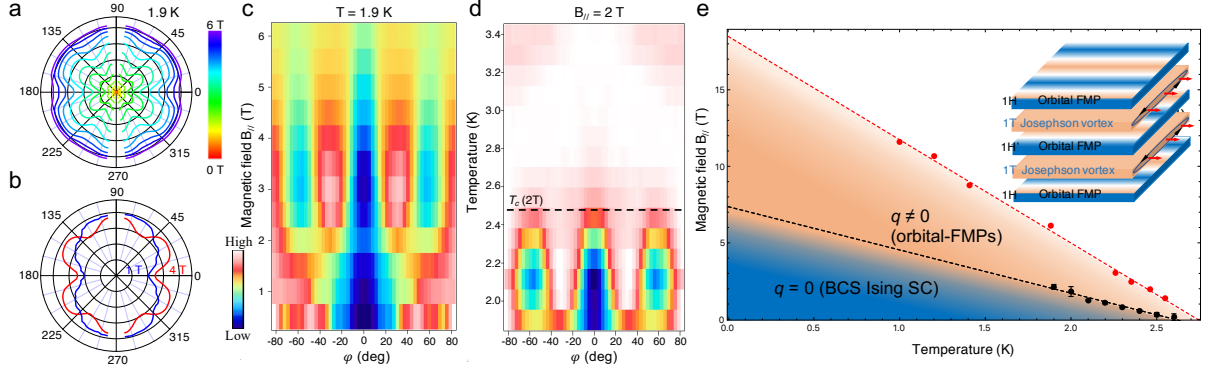 a
1.9 K
90
135
45
180
0
225
315
270
6 T
0 T
b
90
135
45
180
1 T
4 T
0
225
315
270
c
T = 1.9 K
Magnetic field B// (T)
6
5
4
3
2
1
High
Low
-80 -60 -40 -20 0 20 40 60 80
φ (deg)
d
B// = 2 T
Temperature (K)
3.4
3.2
3.0
2.8
2.6
2.4
2.2
2.0
Tc (2T)
-80 -60 -40 -20 0 20 40 60 80
φ (deg)
e
Magnetic field B// (T)
15
10
5
0
0.0 0.5 1.0 1.5 2.0 2.5
Temperature (K)
q ≠ 0
(orbital-FMPs)
q = 0 (BCS Ising SC)
1H Orbital FMP
1T Josephson vortex
1H' Orbital FMP
1T Josephson vortex
1H Orbital FMP